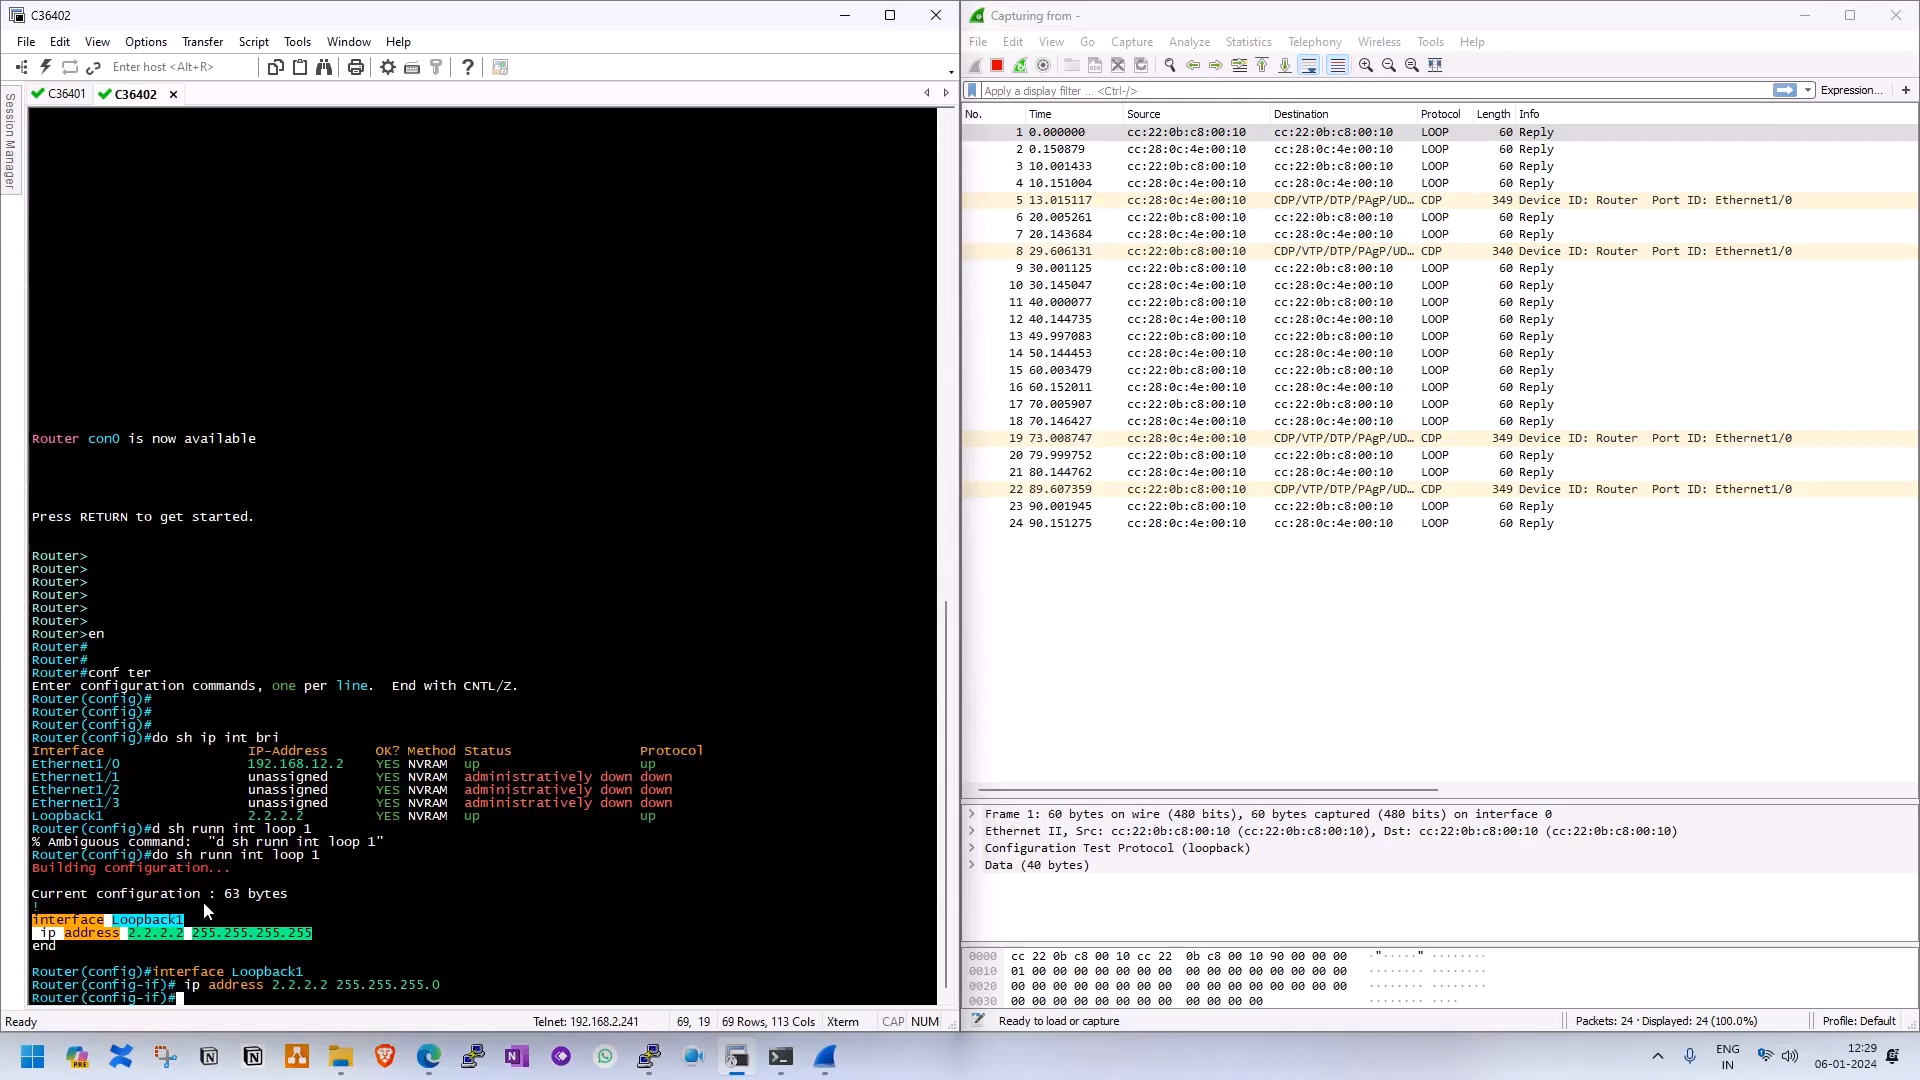 C36402
File Edit View Options Transfer Script Tools Window Help
Enter host <Alt+R>
C36401 C36402
Session Manager
Router con0 is now available
Press RETURN to get started.
Router>
Router>
Router>
Router>
Router>
Router>
Router>en
Router#
Router#
Router#conf ter
Enter configuration commands, one per line.  End with CNTL/Z.
Router(config)#
Router(config)#
Router(config)#
Router(config)#do sh ip int bri
Interface IP-Address OK? Method Status Protocol
Ethernet1/0 192.168.12.2 YES NVRAM up up
Ethernet1/1 unassigned YES NVRAM administratively down down
Ethernet1/2 unassigned YES NVRAM administratively down down
Ethernet1/3 unassigned YES NVRAM administratively down down
Loopback1 2.2.2.2 YES NVRAM up up
Router(config)#d sh runn int loop 1
% Ambiguous command:  "d sh runn int loop 1"
Router(config)#do sh runn int loop 1
Building configuration...
Current configuration : 63 bytes
!
interface Loopback1
ip address 2.2.2.2 255.255.255.255
end
Router(config)#interface Loopback1
Router(config-if)# ip address 2.2.2.2 255.255.255.0
Router(config-if)#
Ready Telnet: 192.168.2.241 69, 19 69 Rows, 113 Cols Xterm CAP NUM
Capturing from -
File Edit View Go Capture Analyze Statistics Telephony Wireless Tools Help
Apply a display filter ... <Ctrl-/> Expression... +
No. Time Source Destination Protocol Length Info
1 0.000000 cc:22:0b:c8:00:10 cc:22:0b:c8:00:10 LOOP 60 Reply
2 0.150879 cc:28:0c:4e:00:10 cc:28:0c:4e:00:10 LOOP 60 Reply
3 10.001433 cc:22:0b:c8:00:10 cc:22:0b:c8:00:10 LOOP 60 Reply
4 10.151004 cc:28:0c:4e:00:10 cc:28:0c:4e:00:10 LOOP 60 Reply
5 13.015117 cc:28:0c:4e:00:10 CDP/VTP/DTP/PAgP/UD… CDP 349 Device ID: Router  Port ID: Ethernet1/0
6 20.005261 cc:22:0b:c8:00:10 cc:22:0b:c8:00:10 LOOP 60 Reply
7 20.143684 cc:28:0c:4e:00:10 cc:28:0c:4e:00:10 LOOP 60 Reply
8 29.606131 cc:22:0b:c8:00:10 CDP/VTP/DTP/PAgP/UD… CDP 340 Device ID: Router  Port ID: Ethernet1/0
9 30.001125 cc:22:0b:c8:00:10 cc:22:0b:c8:00:10 LOOP 60 Reply
10 30.145047 cc:28:0c:4e:00:10 cc:28:0c:4e:00:10 LOOP 60 Reply
11 40.000077 cc:22:0b:c8:00:10 cc:22:0b:c8:00:10 LOOP 60 Reply
12 40.144735 cc:28:0c:4e:00:10 cc:28:0c:4e:00:10 LOOP 60 Reply
13 49.997083 cc:22:0b:c8:00:10 cc:22:0b:c8:00:10 LOOP 60 Reply
14 50.144453 cc:28:0c:4e:00:10 cc:28:0c:4e:00:10 LOOP 60 Reply
15 60.003479 cc:22:0b:c8:00:10 cc:22:0b:c8:00:10 LOOP 60 Reply
16 60.152011 cc:28:0c:4e:00:10 cc:28:0c:4e:00:10 LOOP 60 Reply
17 70.005907 cc:22:0b:c8:00:10 cc:22:0b:c8:00:10 LOOP 60 Reply
18 70.146427 cc:28:0c:4e:00:10 cc:28:0c:4e:00:10 LOOP 60 Reply
19 73.008747 cc:28:0c:4e:00:10 CDP/VTP/DTP/PAgP/UD… CDP 349 Device ID: Router  Port ID: Ethernet1/0
20 79.999752 cc:22:0b:c8:00:10 cc:22:0b:c8:00:10 LOOP 60 Reply
21 80.144762 cc:28:0c:4e:00:10 cc:28:0c:4e:00:10 LOOP 60 Reply
22 89.607359 cc:22:0b:c8:00:10 CDP/VTP/DTP/PAgP/UD… CDP 349 Device ID: Router  Port ID: Ethernet1/0
23 90.001945 cc:22:0b:c8:00:10 cc:22:0b:c8:00:10 LOOP 60 Reply
24 90.151275 cc:28:0c:4e:00:10 cc:28:0c:4e:00:10 LOOP 60 Reply
Frame 1: 60 bytes on wire (480 bits), 60 bytes captured (480 bits) on interface 0
Ethernet II, Src: cc:22:0b:c8:00:10 (cc:22:0b:c8:00:10), Dst: cc:22:0b:c8:00:10 (cc:22:0b:c8:00:10)
Configuration Test Protocol (loopback)
Data (40 bytes)
0000 cc 22 0b c8 00 10 cc 22 0b c8 00 10 90 00 00 00 ·"·····" ········
0010 01 00 00 00 00 00 00 00 00 00 00 00 00 00 00 00 ········ ········
0020 00 00 00 00 00 00 00 00 00 00 00 00 00 00 00 00 ········ ········
0030 00 00 00 00 00 00 00 00 00 00 00 00 ········ ····
Ready to load or capture Packets: 24 · Displayed: 24 (100.0%) Profile: Default
PRE ENG IN 12:29 06-01-2024